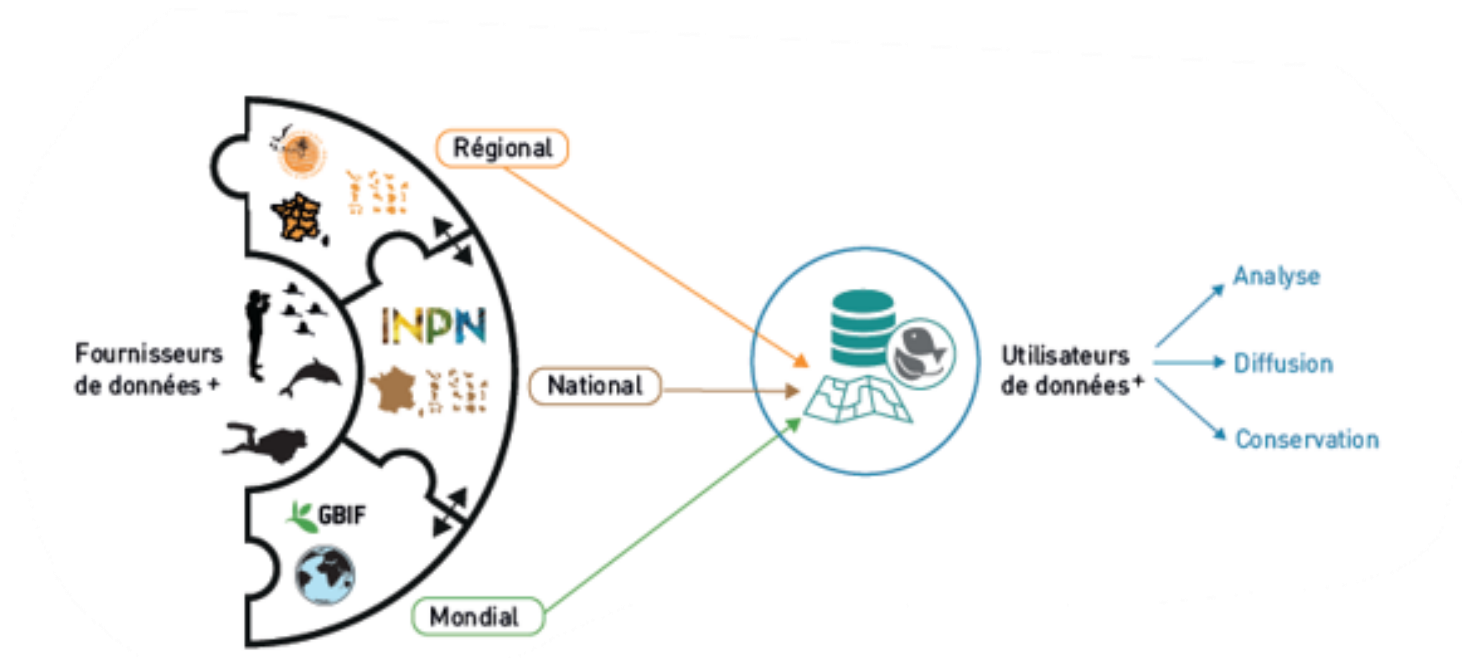 Régional
INPN
Fournisseurs
de données +
National
Utilisateurs
de données +
Analyse
Diffusion
Conservation
GBIF
Mondial